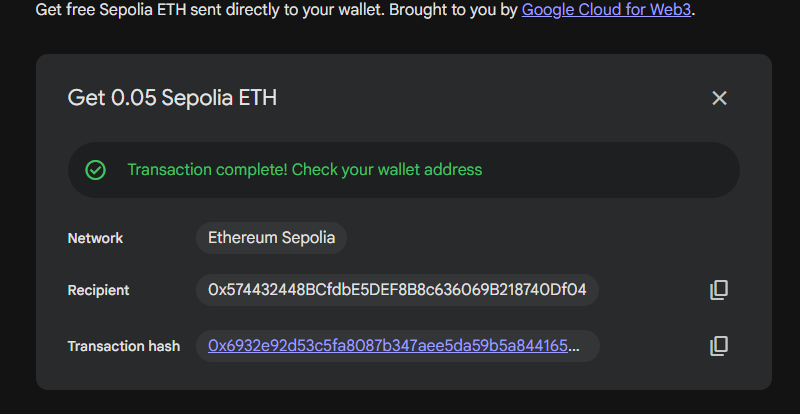 Get free Sepolia ETH sent directly to your wallet. Brought to you by Google Cloud for Web3.
Get 0.05 Sepolia ETH
Transaction complete! Check your wallet address
Network Ethereum Sepolia
Recipient 0x574432448BCfdbE5DEF8B8c636069B218740Df04
Transaction hash 0x6932e92d53c5fa8087b347aee5da59b5a844165...